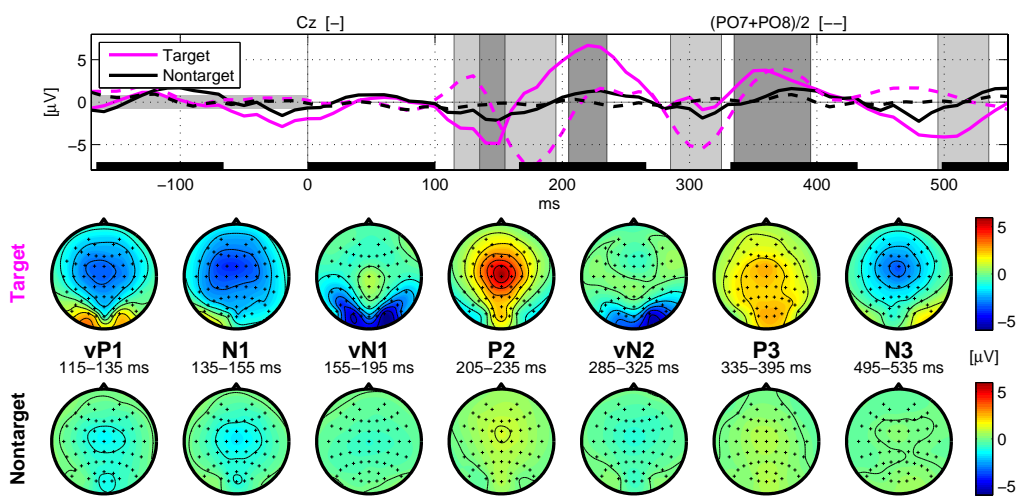 Cz [-] (PO7+PO8)/2 [--]
Target
Nontarget
[μV]
5
0
−5
−100 0 100 200 300 400 500
ms
Target
5
0
−5
vP1 N1 vN1 P2 vN2 P3 N3
115−135 ms 135−155 ms 155−195 ms 205−235 ms 285−325 ms 335−395 ms 495−535 ms
[μV]
Nontarget
5
0
−5